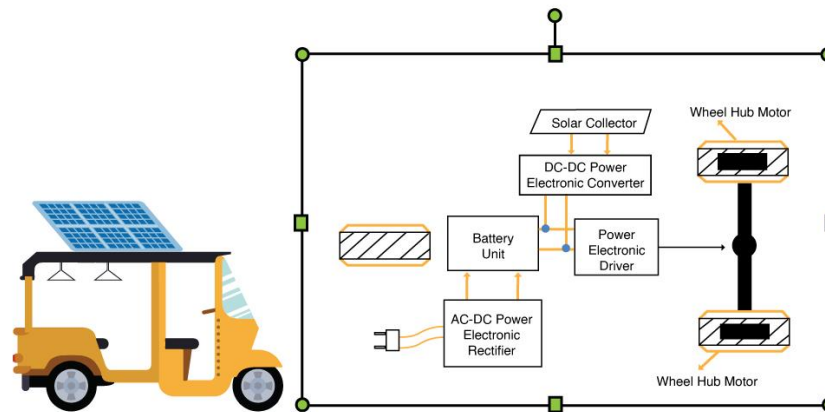 Wheel Hub Motor
Solar Collector
DC-DC Power
Electronic Converter
Battery
Unit
Power
Electronic
Driver
AC-DC Power
Electronic
Rectifier
Wheel Hub Motor